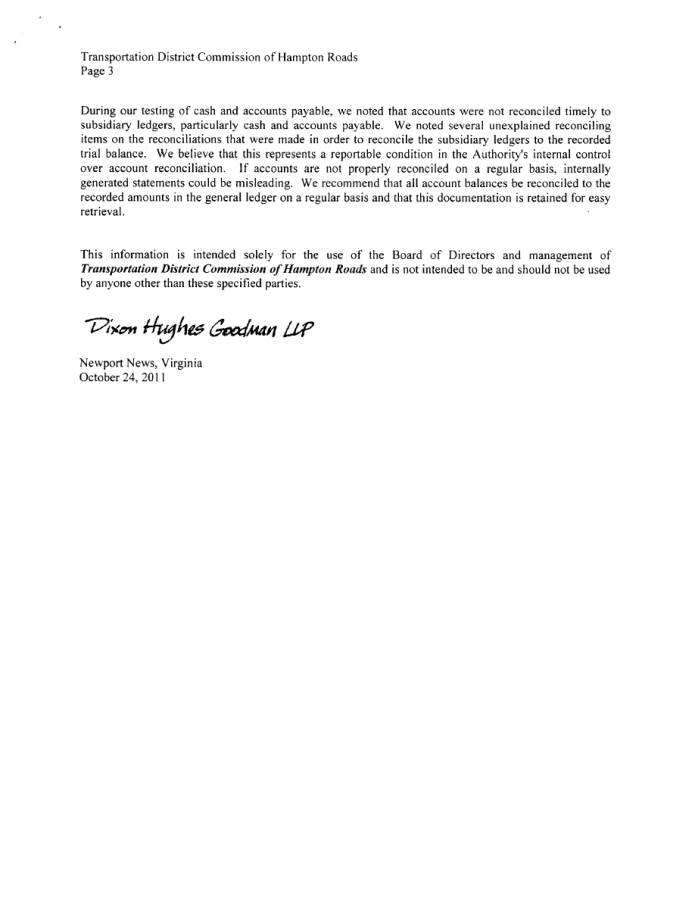 Transportation District Commission of Hampton Roads
Page 3
During our testing of cash and accounts payable, we noted that accounts were not reconciled timely to
subsidiary ledgers, particularly cash and accounts payable. We noted several unexplained reconciling
items on the reconciliations that were made in order to reconcile the subsidiary ledgers to the recorded
trial balance. We believe that this represents a reportable condition in the Authority's internal control
over account reconciliation. If accounts are not properly reconciled on a regular basis, internally
generated statements could be misleading. We recommend that all account balances be reconciled to the
recorded amounts in the general ledger on a regular basis and that this documentation is retained for easy
retrieval.
This information is intended solely for the use of the Board of Directors and management of
Transportation District Commission of Hampton Roads and is not intended to be and should not be used
by anyone other than these specified parties.
Dixon Hughes Goodman LLP
Newport News, Virginia
October 24, 2011